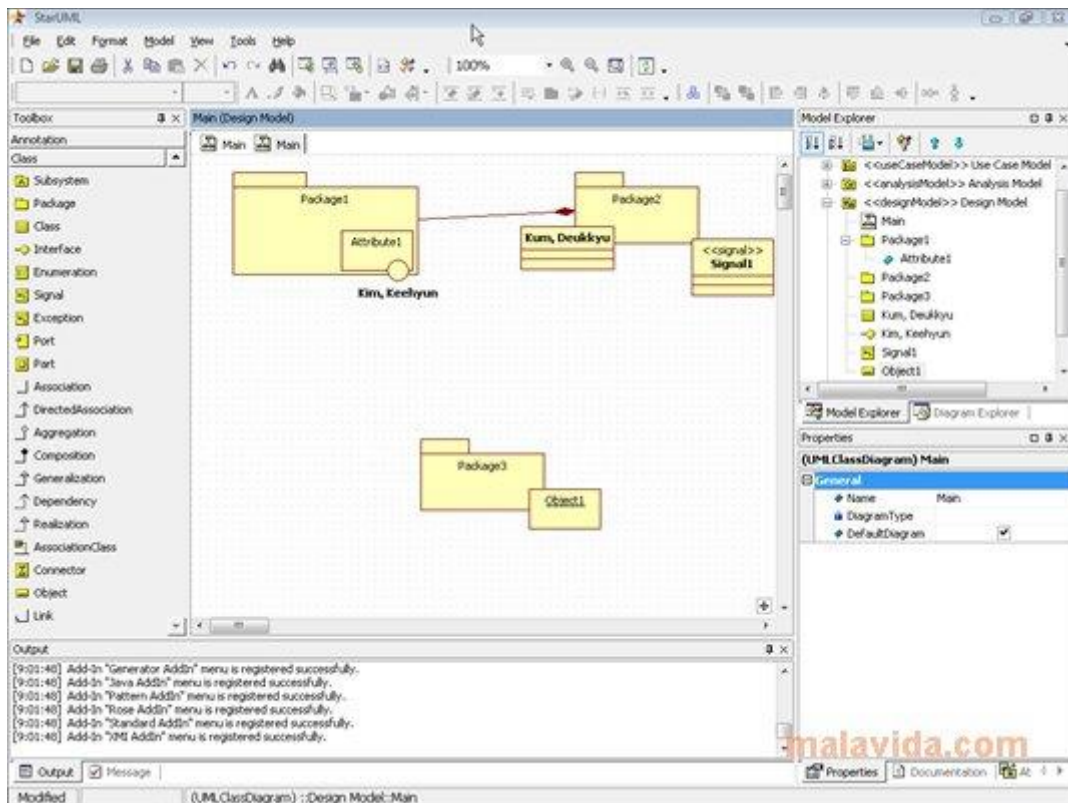 StarUML
File Edit Format Model View Tools Help
100%
Toolbox
Annotation
Class
Subsystem
Package
Class
Interface
Enumeration
Signal
Exception
Port
Part
Association
DirectedAssociation
Aggregation
Composition
Generalization
Dependency
Realization
AssociationClass
Connector
Object
Link
Main (Design Model)
Main Main
Package1
Attribute1
Kim, Keehyun
Package2
Kum, Deukkyu
<<signal>>
Signal1
Package3
Object1
Model Explorer
<<useCaseModel>> Use Case Model
<<analysisModel>> Analysis Model
<<designModel>> Design Model
Main
Package1
Attribute1
Package2
Package3
Kum, Deukkyu
Kim, Keehyun
Signal1
Object1
Model Explorer Diagram Explorer
Properties
(UMLClassDiagram) Main
General
Name Main
DiagramType
DefaultDiagram
Output
[9:01:48] Add-In "Generator AddIn" menu is registered successfully.
[9:01:48] Add-In "Java AddIn" menu is registered successfully.
[9:01:48] Add-In "Pattern AddIn" menu is registered successfully.
[9:01:48] Add-In "Rose AddIn" menu is registered successfully.
[9:01:48] Add-In "Standard AddIn" menu is registered successfully.
[9:01:48] Add-In "XMI AddIn" menu is registered successfully.
malavida.com
Output Message
Properties Documentation At
Modified
(UMLClassDiagram) ::Design Model::Main